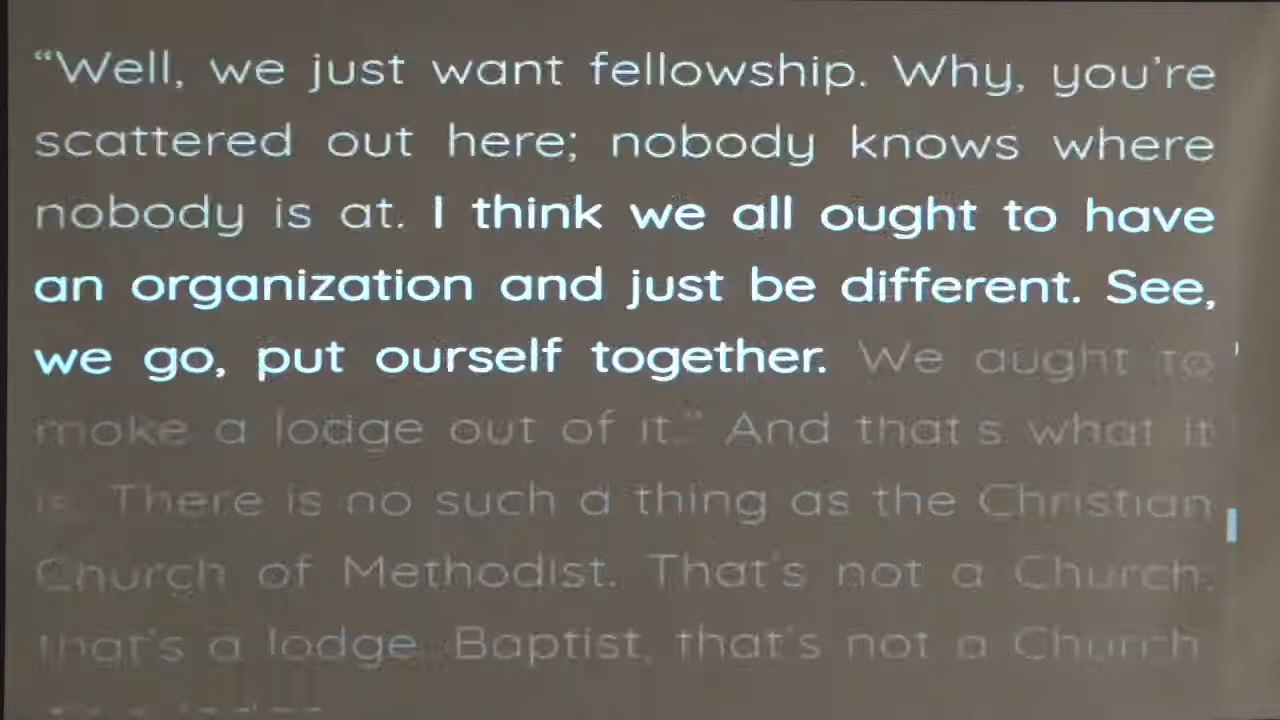 “Well, we just want fellowship. Why, you’re
scattered out here; nobody knows where
nobody is at. I think we all ought to have
an organization and just be different. See,
we go, put ourself together. We aught to
make a lodge out of it.” And that's what it
is. There is no such a thing as the Christian
Church of Methodist. That's not a Church;
that's a lodge. Baptist, that's not a Church